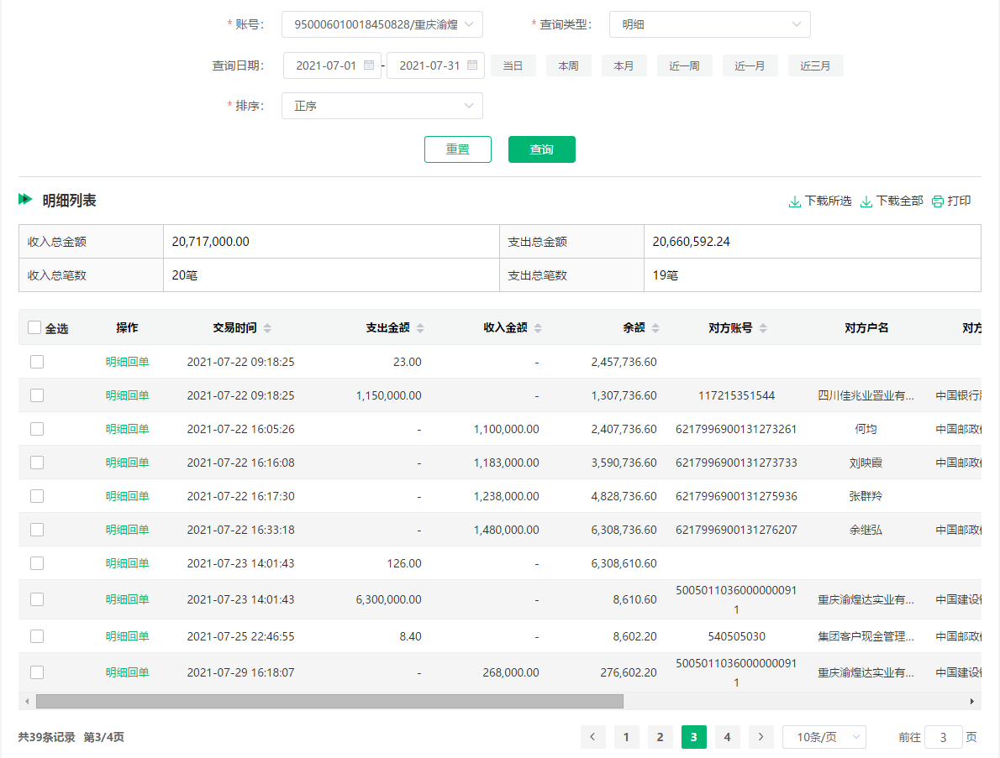 * 账号： 950006010018450828/重庆渝煌 * 查询类型： 明细
查询日期： 2021-07-01 - 2021-07-31 当日 本周 本月 近一周 近一月 近三月
* 排序： 正序
重置 查询
明细列表 下载所选 下载全部 打印
收入总金额 20,717,000.00 支出总金额 20,660,592.24
收入总笔数 20笔 支出总笔数 19笔
全选 操作 交易时间 支出金额 收入金额 余额 对方账号 对方户名 对方
明细回单 2021-07-22 09:18:25 23.00 - 2,457,736.60
明细回单 2021-07-22 09:18:25 1,150,000.00 - 1,307,736.60 117215351544 四川佳兆业置业有... 中国银行
明细回单 2021-07-22 16:05:26 - 1,100,000.00 2,407,736.60 6217996900131273261 何均 中国邮政
明细回单 2021-07-22 16:16:08 - 1,183,000.00 3,590,736.60 6217996900131273733 刘映霞 中国邮政
明细回单 2021-07-22 16:17:30 - 1,238,000.00 4,828,736.60 6217996900131275936 张群羚
明细回单 2021-07-22 16:33:18 - 1,480,000.00 6,308,736.60 6217996900131276207 余继弘 中国邮政
明细回单 2021-07-23 14:01:43 126.00 - 6,308,610.60
明细回单 2021-07-23 14:01:43 6,300,000.00 - 8,610.60 50050110360000000911 重庆渝煌达实业有... 中国建设
明细回单 2021-07-25 22:46:55 8.40 - 8,602.20 540505030 集团客户现金管理... 中国邮政
明细回单 2021-07-29 16:18:07 - 268,000.00 276,602.20 50050110360000000911 重庆渝煌达实业有... 中国建设
共39条记录 第3/4页 1 2 3 4 10条/页 前往 3 页